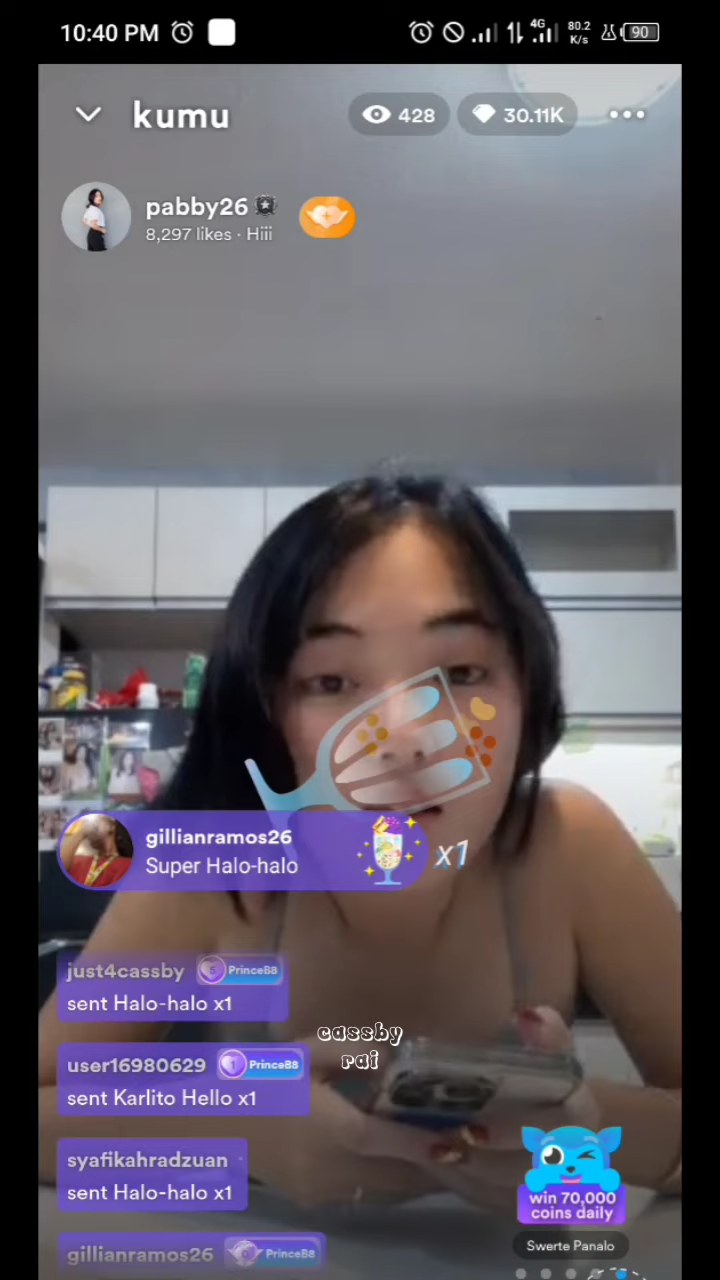 10:40 PM
4G
80.2
K/s
90
kumu
428
30.11K
pabby26
8,297 likes · Hiii
gillianramos26
Super Halo-halo
x1
just4cassby
S
PrinceB8
sent Halo-halo x1
cassby
rai
user16980629
1
PrinceB8
sent Karlito Hello x1
syafikahradzuan
sent Halo-halo x1
win 70,000
coins daily
Swerte Panalo
gillianramos26
PrinceB8